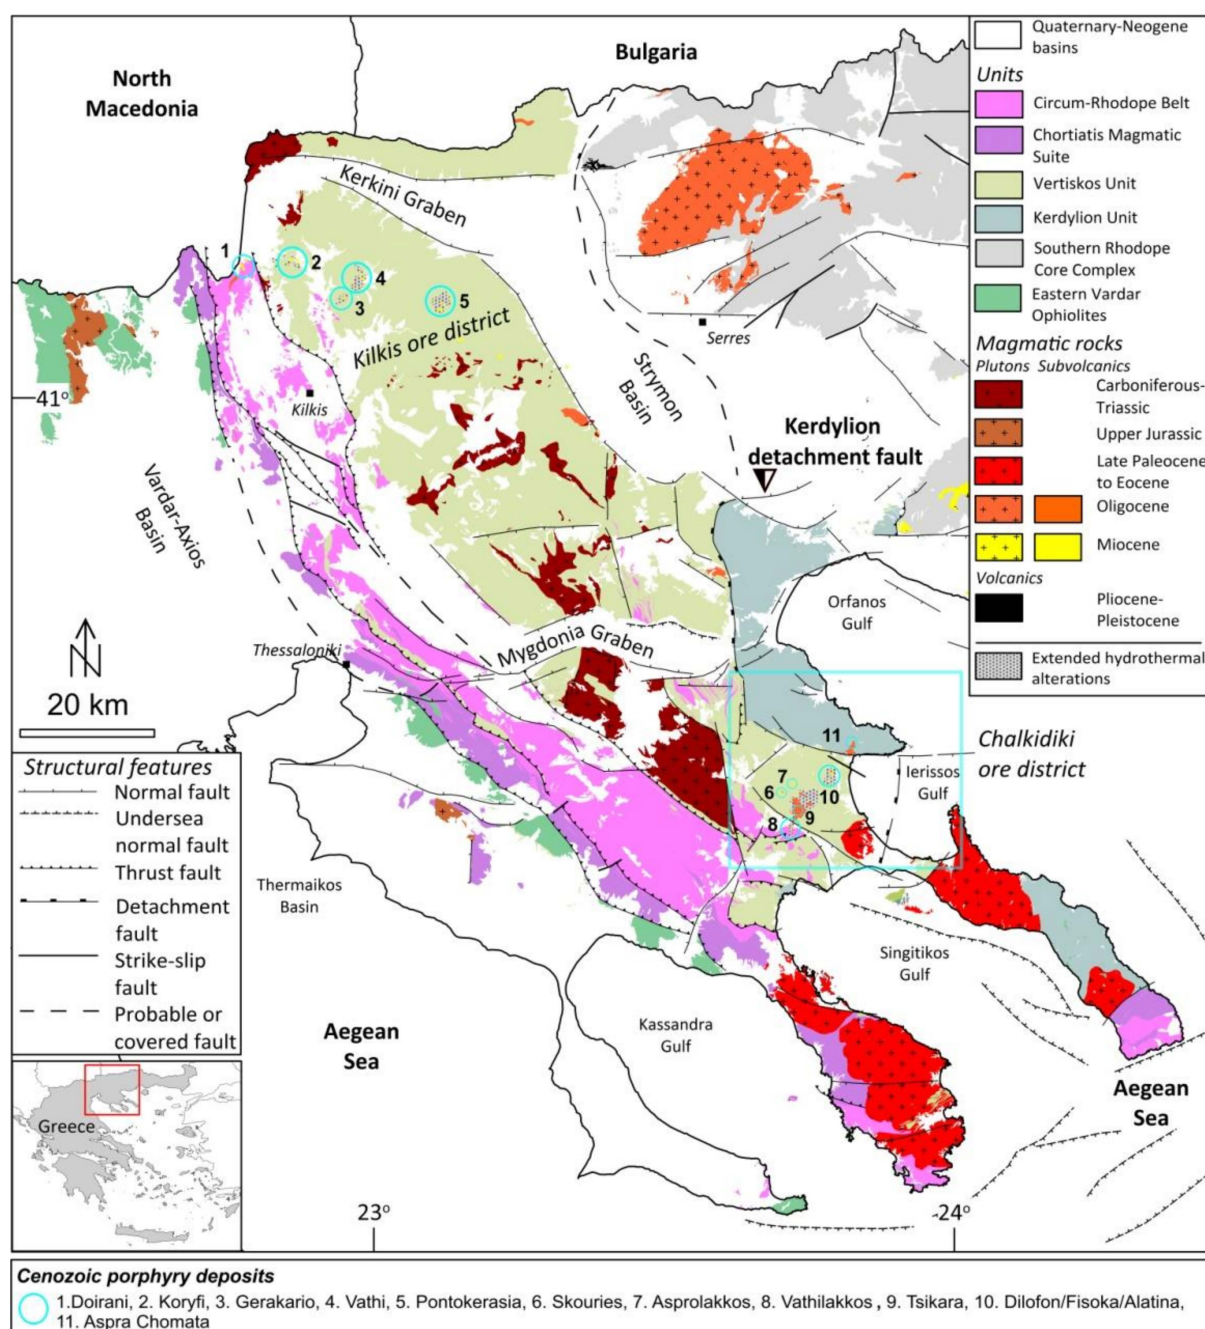 North
Macedonia
Bulgaria
Kerkini Graben
1
2
3
4
5
Kilkis ore district
Serres
Strymon
Basin
41°
Kilkis
Kerdylion
detachment fault
Vardar-Axios
Basin
Orfanos
Gulf
Thessaloniki
Mygdonia Graben
20 km
N
11
7
6
10
9
8
Ierissos
Gulf
Chalkidiki
ore district
Thermaikos
Basin
Singitikos
Gulf
Kassandra
Gulf
Aegean
Sea
Aegean
Sea
23°
24°
Quaternary-Neogene
basins
Units
Circum-Rhodope Belt
Chortiatis Magmatic
Suite
Vertiskos Unit
Kerdylion Unit
Southern Rhodope
Core Complex
Eastern Vardar
Ophiolites
Magmatic rocks
Plutons Subvolcanics
Carboniferous-
Triassic
Upper Jurassic
Late Paleocene
to Eocene
Oligocene
Miocene
Volcanics
Pliocene-
Pleistocene
Extended hydrothermal
alterations
Structural features
Normal fault
Undersea
normal fault
Thrust fault
Detachment
fault
Strike-slip
fault
Probable or
covered fault
Greece
Cenozoic porphyry deposits
1.Doirani, 2. Koryfi, 3. Gerakario, 4. Vathi, 5. Pontokerasia, 6. Skouries, 7. Asprolakkos, 8. Vathilakkos , 9. Tsikara, 10. Dilofon/Fisoka/Alatina,
11. Aspra Chomata